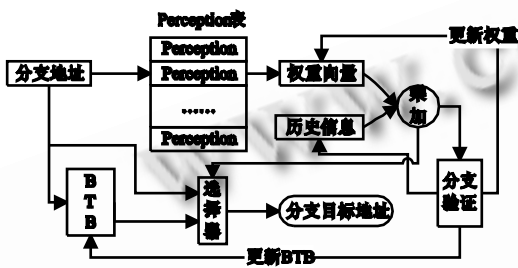 Perception表
Perception
分支地址
Perception
权重向量
更新权重
……
乘加
历史信息
Perception
BTB
选择器
分支目标地址
分支验证
更新BTB